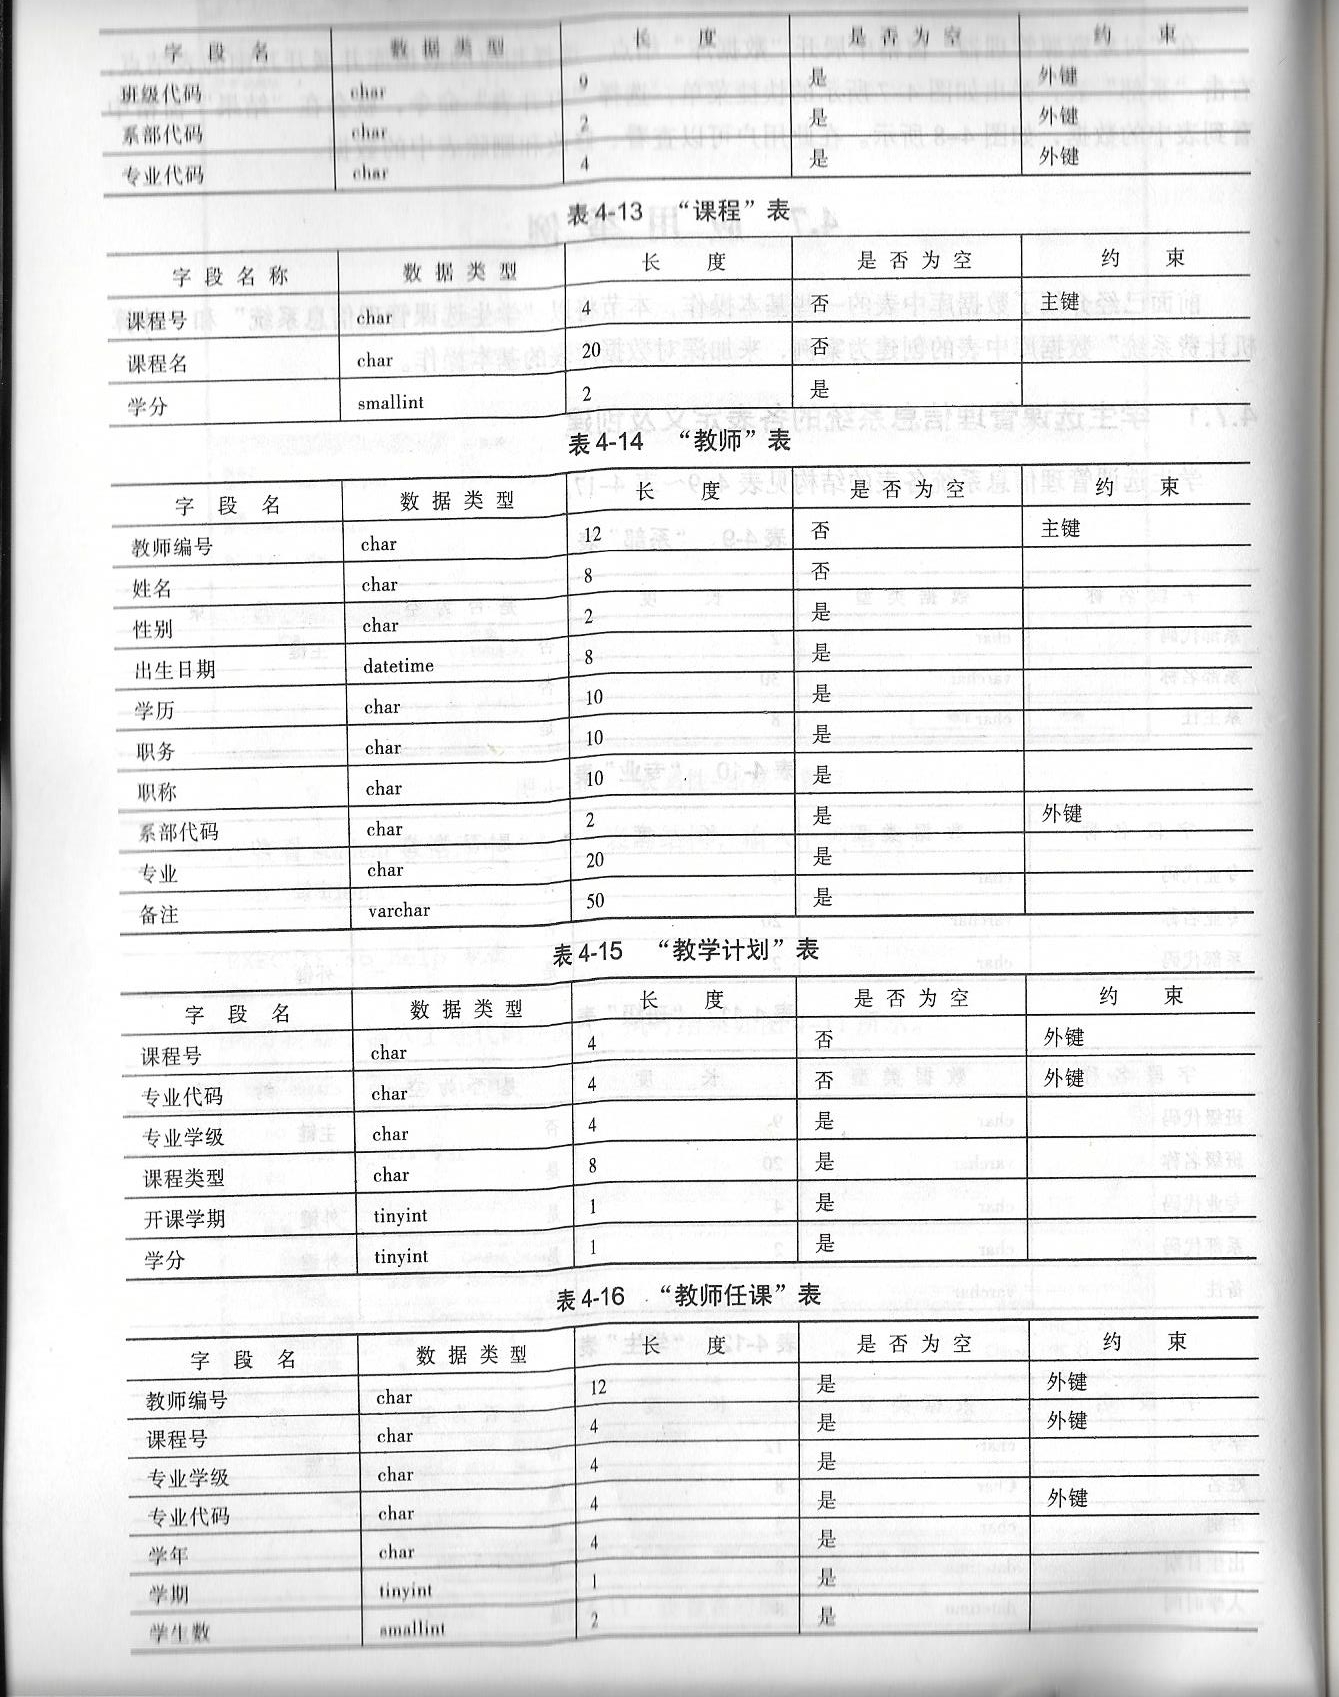 字 段 名 数 据 类 型 长 度 是 否 为 空 约 束
班级代码 char 9 是 外键
系部代码 char 2 是 外键
专业代码 char 4 是 外键
表 4-13 “课程” 表
字 段 名 称 数 据 类 型 长 度 是 否 为 空 约 束
课程号 char 4 否 主键
课程名 char 20 否
学分 smallint 2 是
表 4-14 “教师” 表
字 段 名 数 据 类 型 长 度 是 否 为 空 约 束
教师编号 char 12 否 主键
姓名 char 8 否
性别 char 2 是
出生日期 datetime 8 是
学历 char 10 是
职务 char 10 是
职称 char 10 是
系部代码 char 2 是 外键
专业 char 20 是
备注 varchar 50 是
表 4-15 “教学计划” 表
字 段 名 数 据 类 型 长 度 是 否 为 空 约 束
课程号 char 4 否 外键
专业代码 char 4 否 外键
专业学级 char 4 是
课程类型 char 8 是
开课学期 tinyint 1 是
学分 tinyint 1 是
表 4-16 “教师任课” 表
字 段 名 数 据 类 型 长 度 是 否 为 空 约 束
教师编号 char 12 是 外键
课程号 char 4 是 外键
专业学级 char 4 是
专业代码 char 4 是 外键
学年 char 4 是
学期 tinyint 1 是
学生数 smallint 2 是